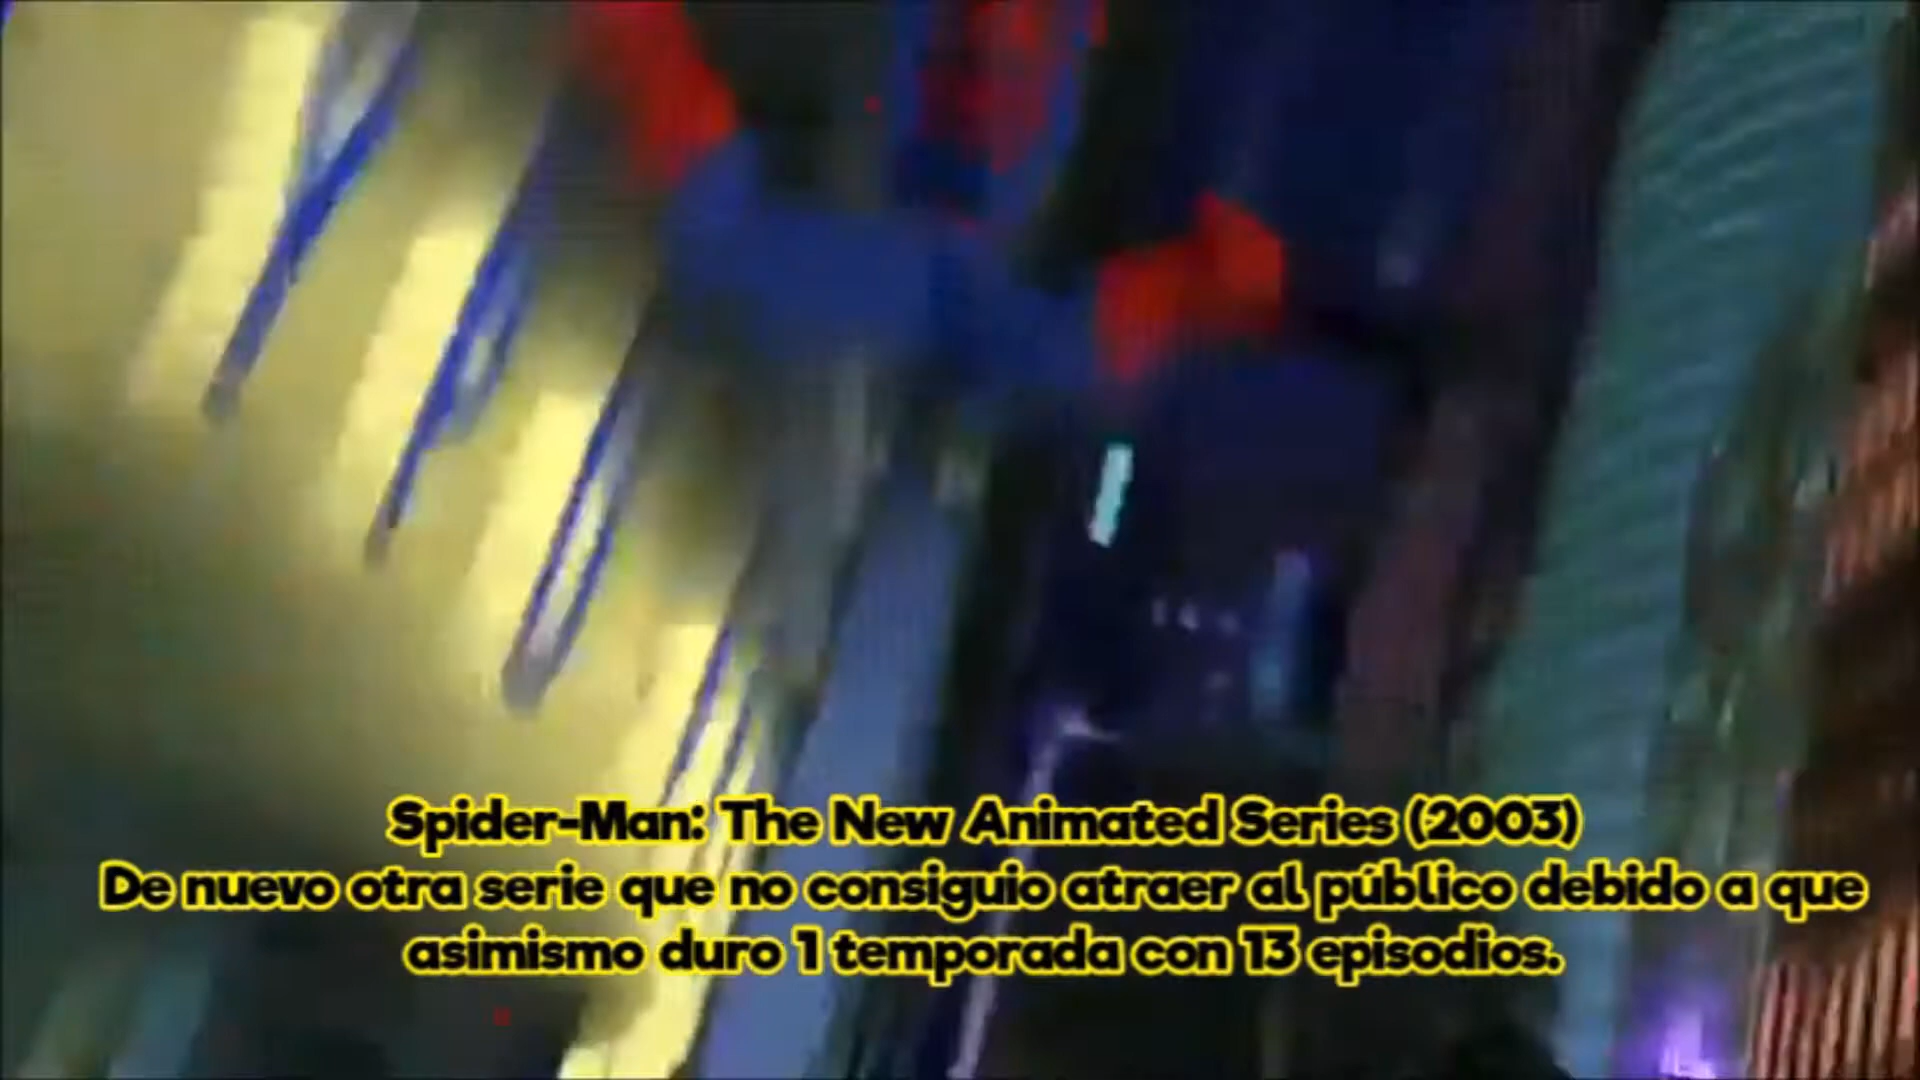 Spider-Man: The New Animated Series (2003)
De nuevo otra serie que no consiguio atraer al público debido a que
asimismo duro 1 temporada con 13 episodios.